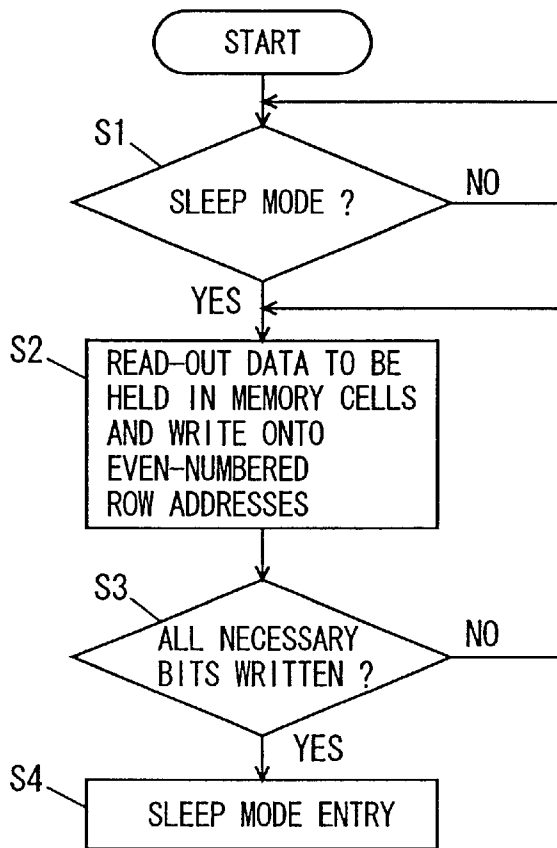 START
S1
SLEEP MODE ?
NO
YES
S2
READ-OUT DATA TO BE
HELD IN MEMORY CELLS
AND WRITE ONTO
EVEN-NUMBERED
ROW ADDRESSES
S3
ALL NECESSARY
BITS WRITTEN ?
NO
YES
S4
SLEEP MODE ENTRY